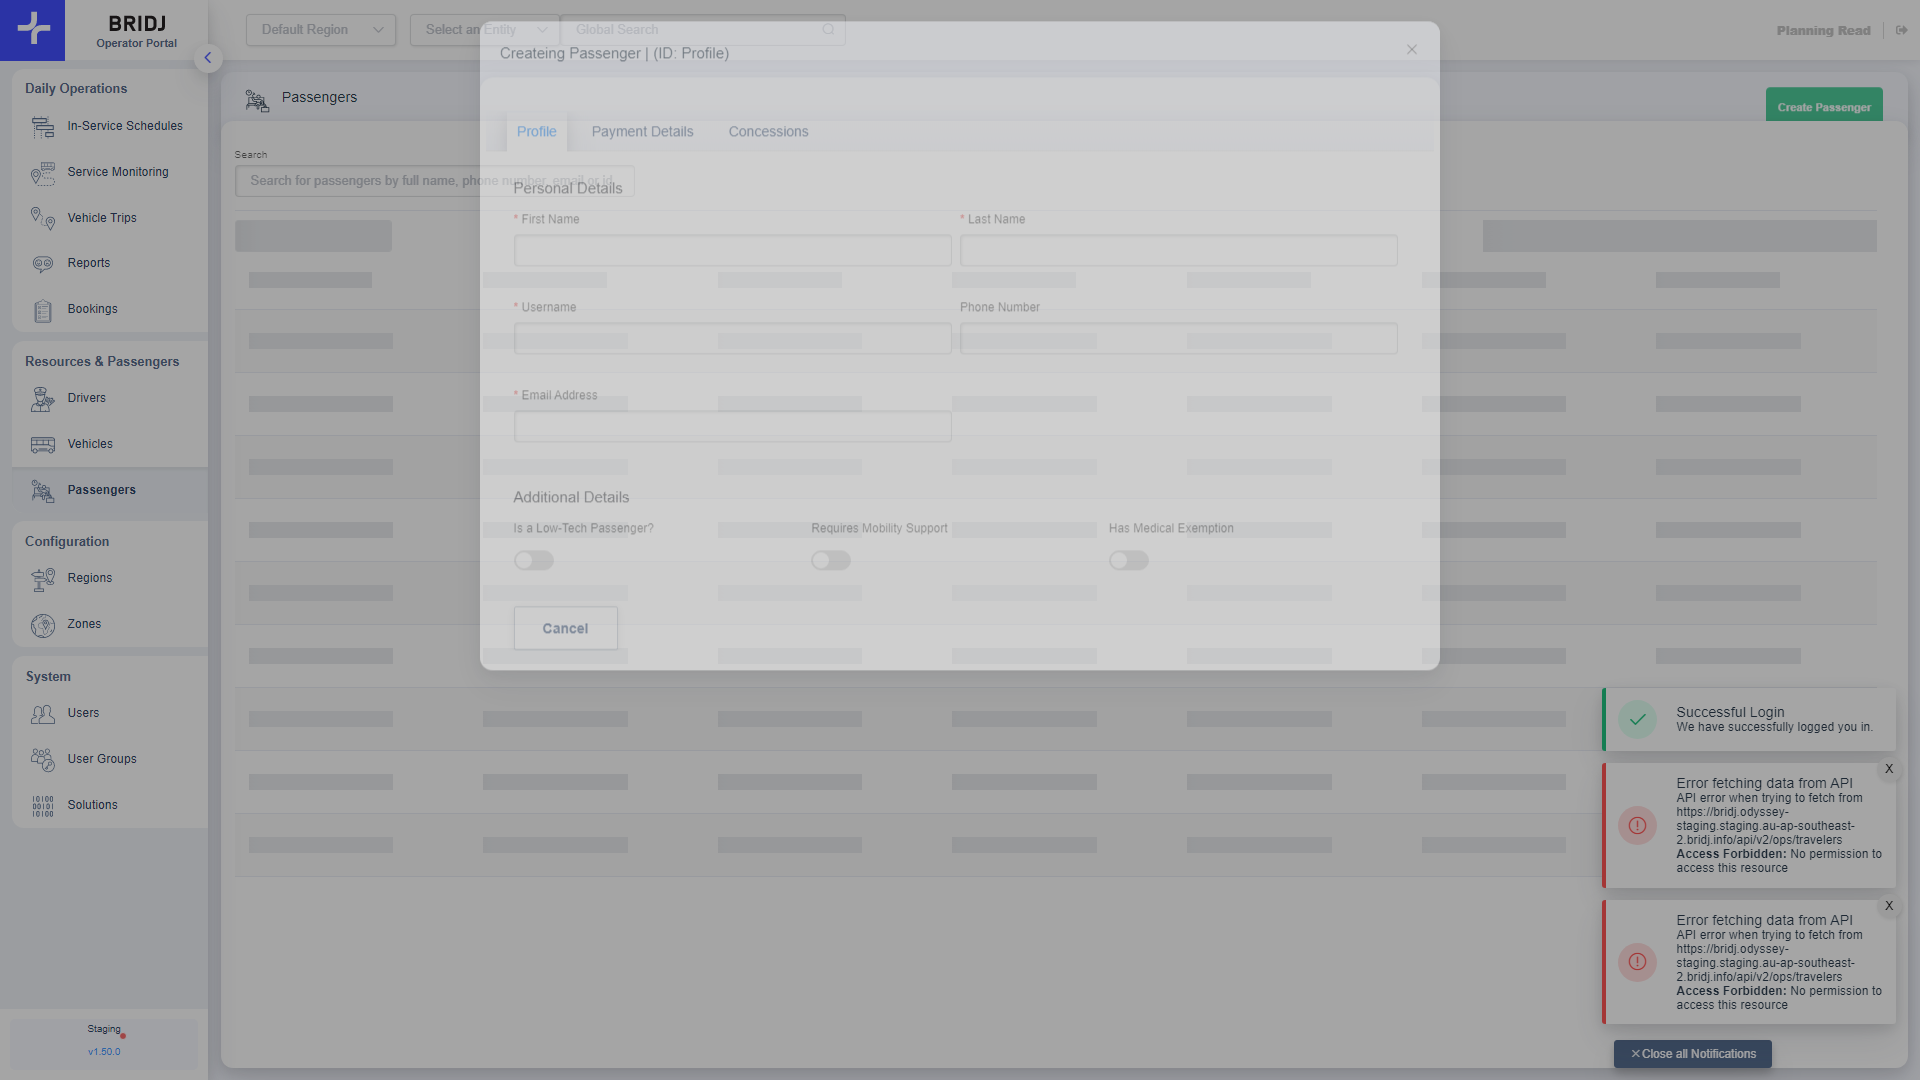 BRIDJ
Operator Portal
Default Region
Select an Entity
Global Search
Planning Read
Daily Operations
In-Service Schedules
Service Monitoring
Vehicle Trips
Reports
Bookings
Resources & Passengers
Drivers
Vehicles
Passengers
Configuration
Regions
Zones
System
Users
User Groups
Solutions
Staging
v1.50.0
Passengers
Create Passenger
Search
Search for passengers by full name, phone number, email or id
Createing Passenger | (ID: Profile)
Profile
Payment Details
Concessions
Personal Details
* First Name
* Last Name
* Username
Phone Number
* Email Address
Additional Details
Is a Low-Tech Passenger?
Requires Mobility Support
Has Medical Exemption
Cancel
Successful Login
We have successfully logged you in.
X
Error fetching data from API
API error when trying to fetch from
https://bridj.odyssey-
staging.staging.au-ap-southeast-
2.bridj.info/api/v2/ops/travelers
Access Forbidden: No permission to
access this resource
X
Error fetching data from API
API error when trying to fetch from
https://bridj.odyssey-
staging.staging.au-ap-southeast-
2.bridj.info/api/v2/ops/travelers
Access Forbidden: No permission to
access this resource
Close all Notifications